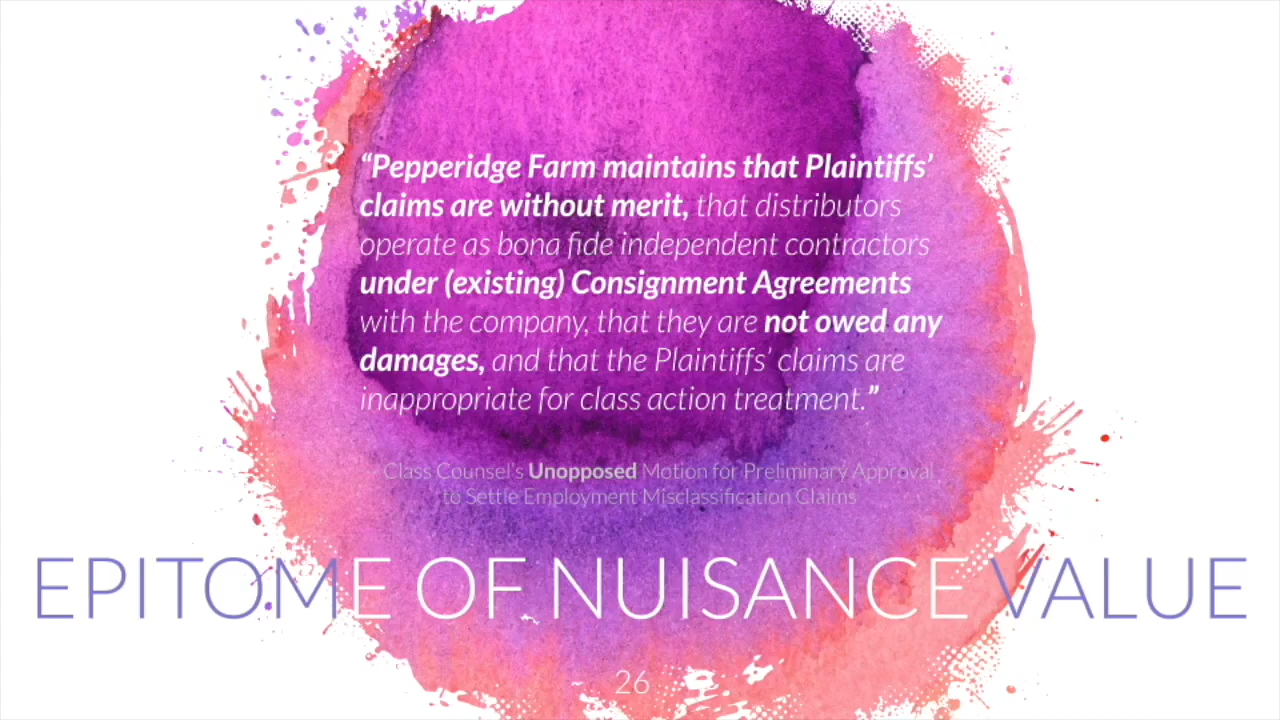 “Pepperidge Farm maintains that Plaintiffs’
claims are without merit, that distributors
operate as bona fide independent contractors
under (existing) Consignment Agreements
with the company, that they are not owed any
damages, and that the Plaintiffs’ claims are
inappropriate for class action treatment.”
Class Counsel’s Unopposed Motion for Preliminary Approval
to Settle Employment Misclassification Claims
EPITOME OF NUISANCE VALUE
26